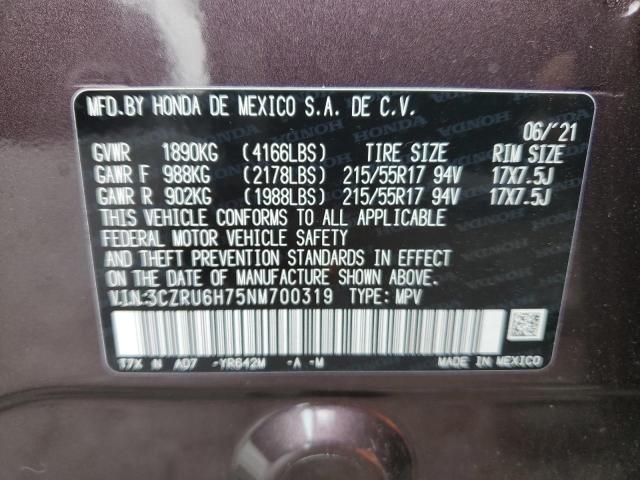 MFD.BY HONDA DE MEXICO S.A. DE C.V.
06/'21
GVWR 1890KG (4166LBS) TIRE SIZE RIM SIZE
GAWR F 988KG (2178LBS) 215/55R17 94V 17X7.5J
GAWR R 902KG (1988LBS) 215/55R17 94V 17X7.5J
THIS VEHICLE CONFORMS TO ALL APPLICABLE
FEDERAL MOTOR VEHICLE SAFETY
AND THEFT PREVENTION STANDARDS IN EFFECT
ON THE DATE OF MANUFACTURE SHOWN ABOVE.
V.I.N:3CZRU6H75NM700319 TYPE: MPV
T7X N AD7 -YR642M -A -M MADE IN MEXICO